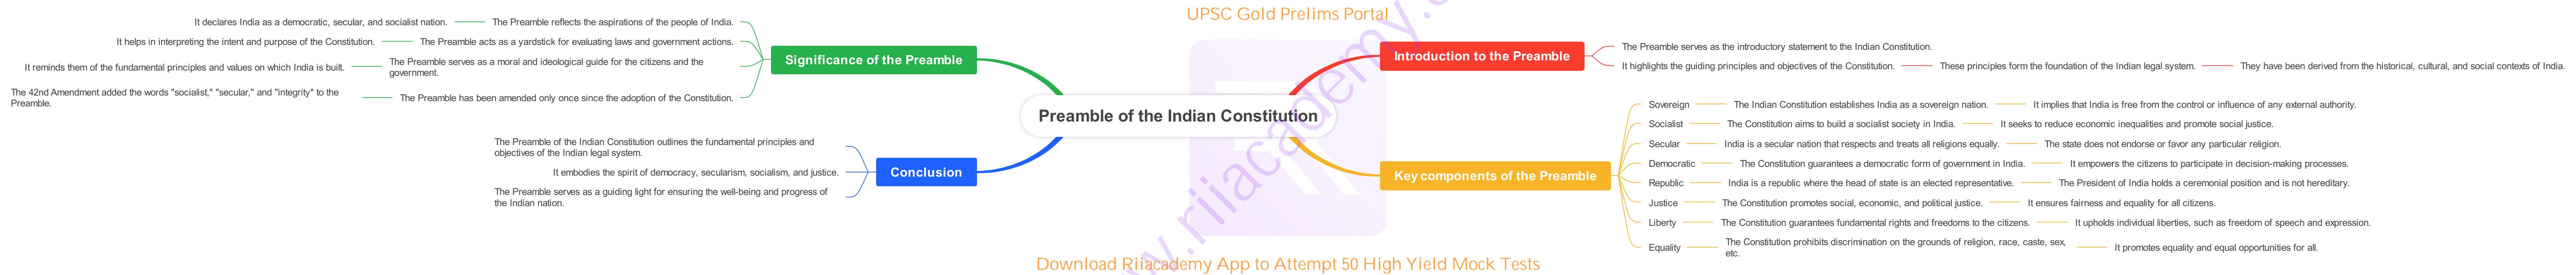 UPSC Gold Prelims Portal
Preamble of the Indian Constitution
Introduction to the Preamble
The Preamble serves as the introductory statement to the Indian Constitution.
It highlights the guiding principles and objectives of the Constitution.
These principles form the foundation of the Indian legal system.
They have been derived from the historical, cultural, and social contexts of India.
Key components of the Preamble
Sovereign
The Indian Constitution establishes India as a sovereign nation.
It implies that India is free from the control or influence of any external authority.
Socialist
The Constitution aims to build a socialist society in India.
It seeks to reduce economic inequalities and promote social justice.
Secular
India is a secular nation that respects and treats all religions equally.
The state does not endorse or favor any particular religion.
Democratic
The Constitution guarantees a democratic form of government in India.
It empowers the citizens to participate in decision-making processes.
Republic
India is a republic where the head of state is an elected representative.
The President of India holds a ceremonial position and is not hereditary.
Justice
The Constitution promotes social, economic, and political justice.
It ensures fairness and equality for all citizens.
Liberty
The Constitution guarantees fundamental rights and freedoms to the citizens.
It upholds individual liberties, such as freedom of speech and expression.
Equality
The Constitution prohibits discrimination on the grounds of religion, race, caste, sex,
etc.
It promotes equality and equal opportunities for all.
Significance of the Preamble
The Preamble reflects the aspirations of the people of India.
It declares India as a democratic, secular, and socialist nation.
The Preamble acts as a yardstick for evaluating laws and government actions.
It helps in interpreting the intent and purpose of the Constitution.
The Preamble serves as a moral and ideological guide for the citizens and the
government.
It reminds them of the fundamental principles and values on which India is built.
The Preamble has been amended only once since the adoption of the Constitution.
The 42nd Amendment added the words "socialist," "secular," and "integrity" to the
Preamble.
Conclusion
The Preamble of the Indian Constitution outlines the fundamental principles and
objectives of the Indian legal system.
It embodies the spirit of democracy, secularism, socialism, and justice.
The Preamble serves as a guiding light for ensuring the well-being and progress of
the Indian nation.
Download Riiacademy App to Attempt 50 High Yield Mock Tests